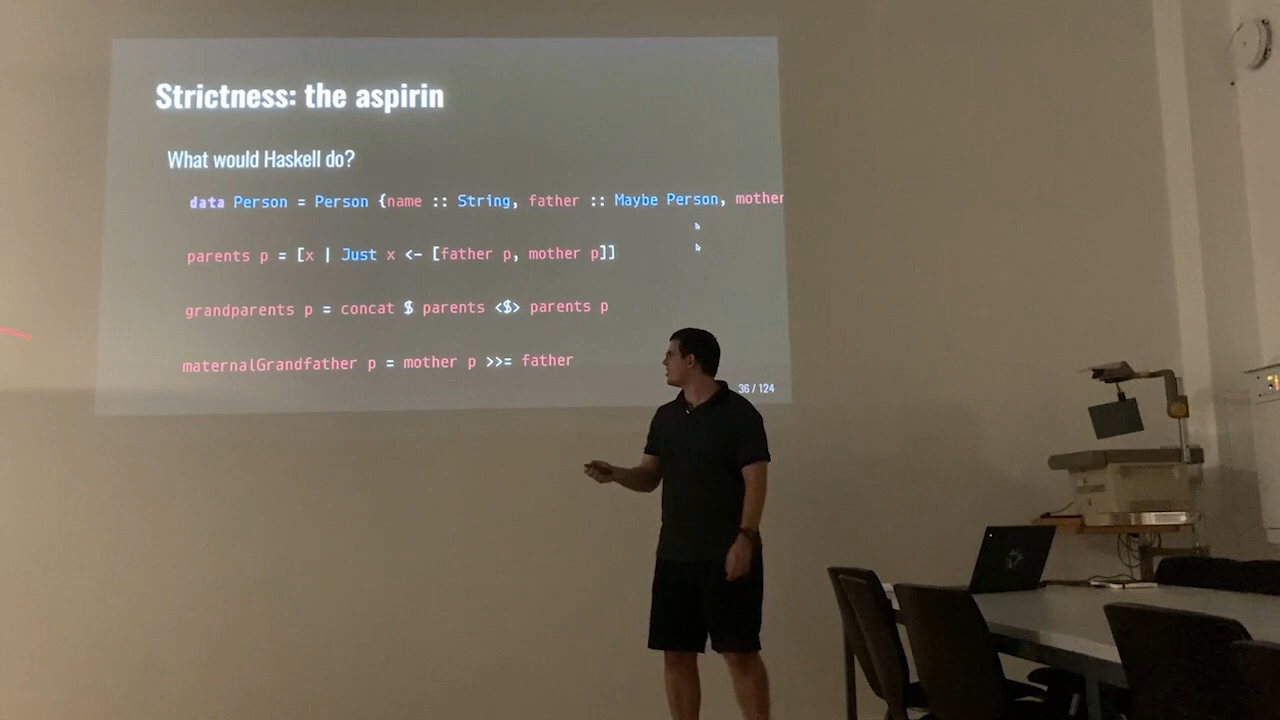 Strictness: the aspirin
What would Haskell do?
data Person = Person {name :: String, father :: Maybe Person, mother
parents p = [x | Just x <- [father p, mother p]]
grandparents p = concat $ parents <$> parents p
maternalGrandfather p = mother p >>= father
36 / 124